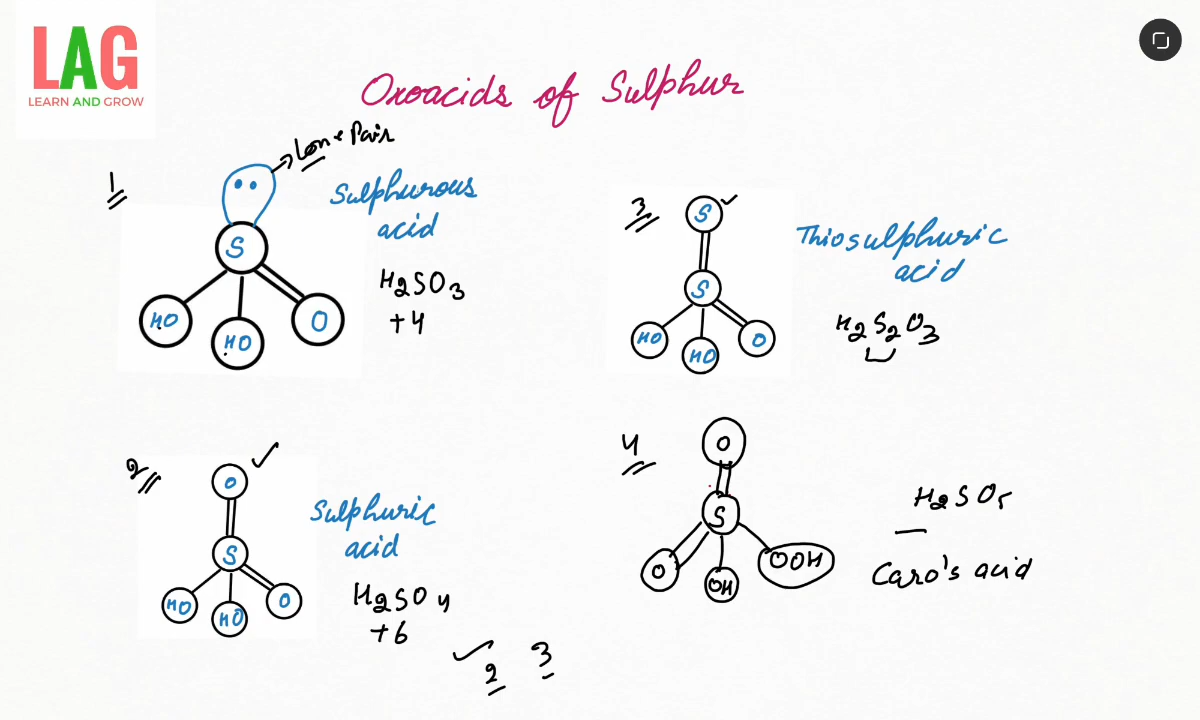 LAG
LEARN AND GROW
Oxoacids of Sulphur
1
Lone Pair
S
HO
HO
O
Sulphurous
acid
H2SO3
+4
3
S
S
HO
HO
O
Thiosulphuric
acid
H2S2O3
2
O
S
HO
HO
O
Sulphuric
acid
H2SO4
+6
2 3
4
O
S
O
OH
OOH
H2SO5
Caro's acid